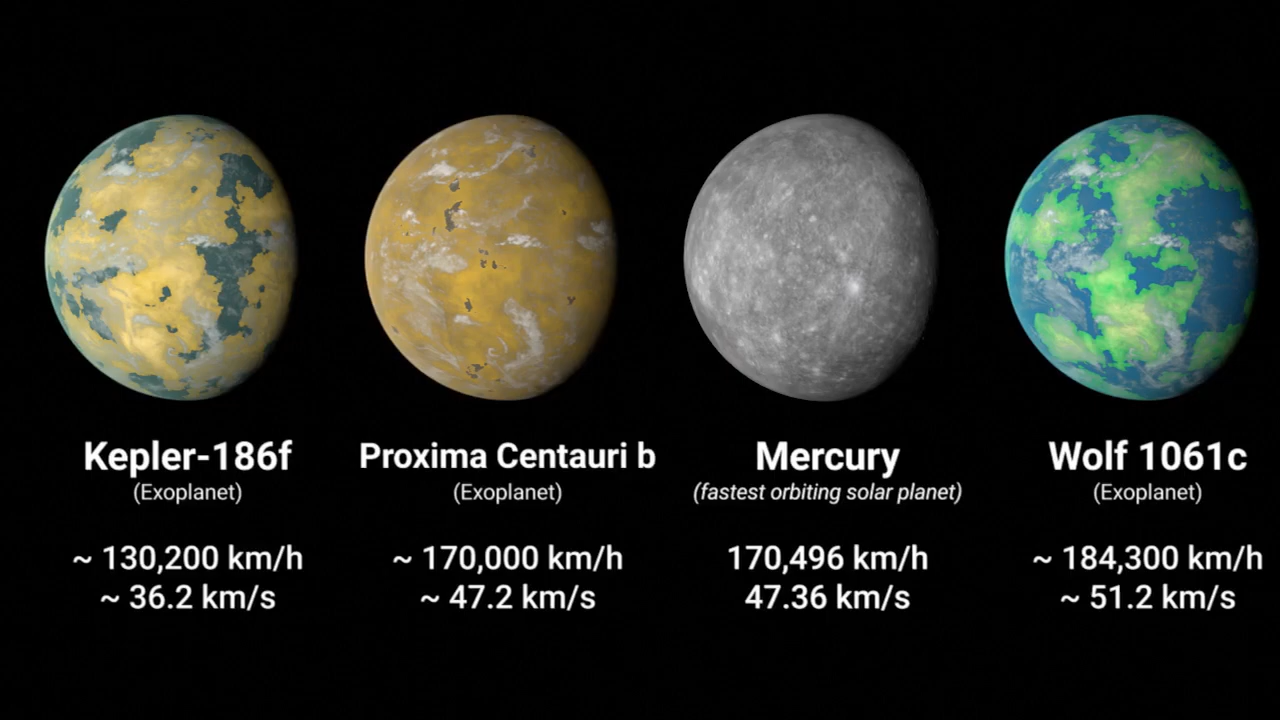 Kepler-186f
(Exoplanet)
~ 130,200 km/h
~ 36.2 km/s
Proxima Centauri b
(Exoplanet)
~ 170,000 km/h
~ 47.2 km/s
Mercury
(fastest orbiting solar planet)
170,496 km/h
47.36 km/s
Wolf 1061c
(Exoplanet)
~ 184,300 km/h
~ 51.2 km/s